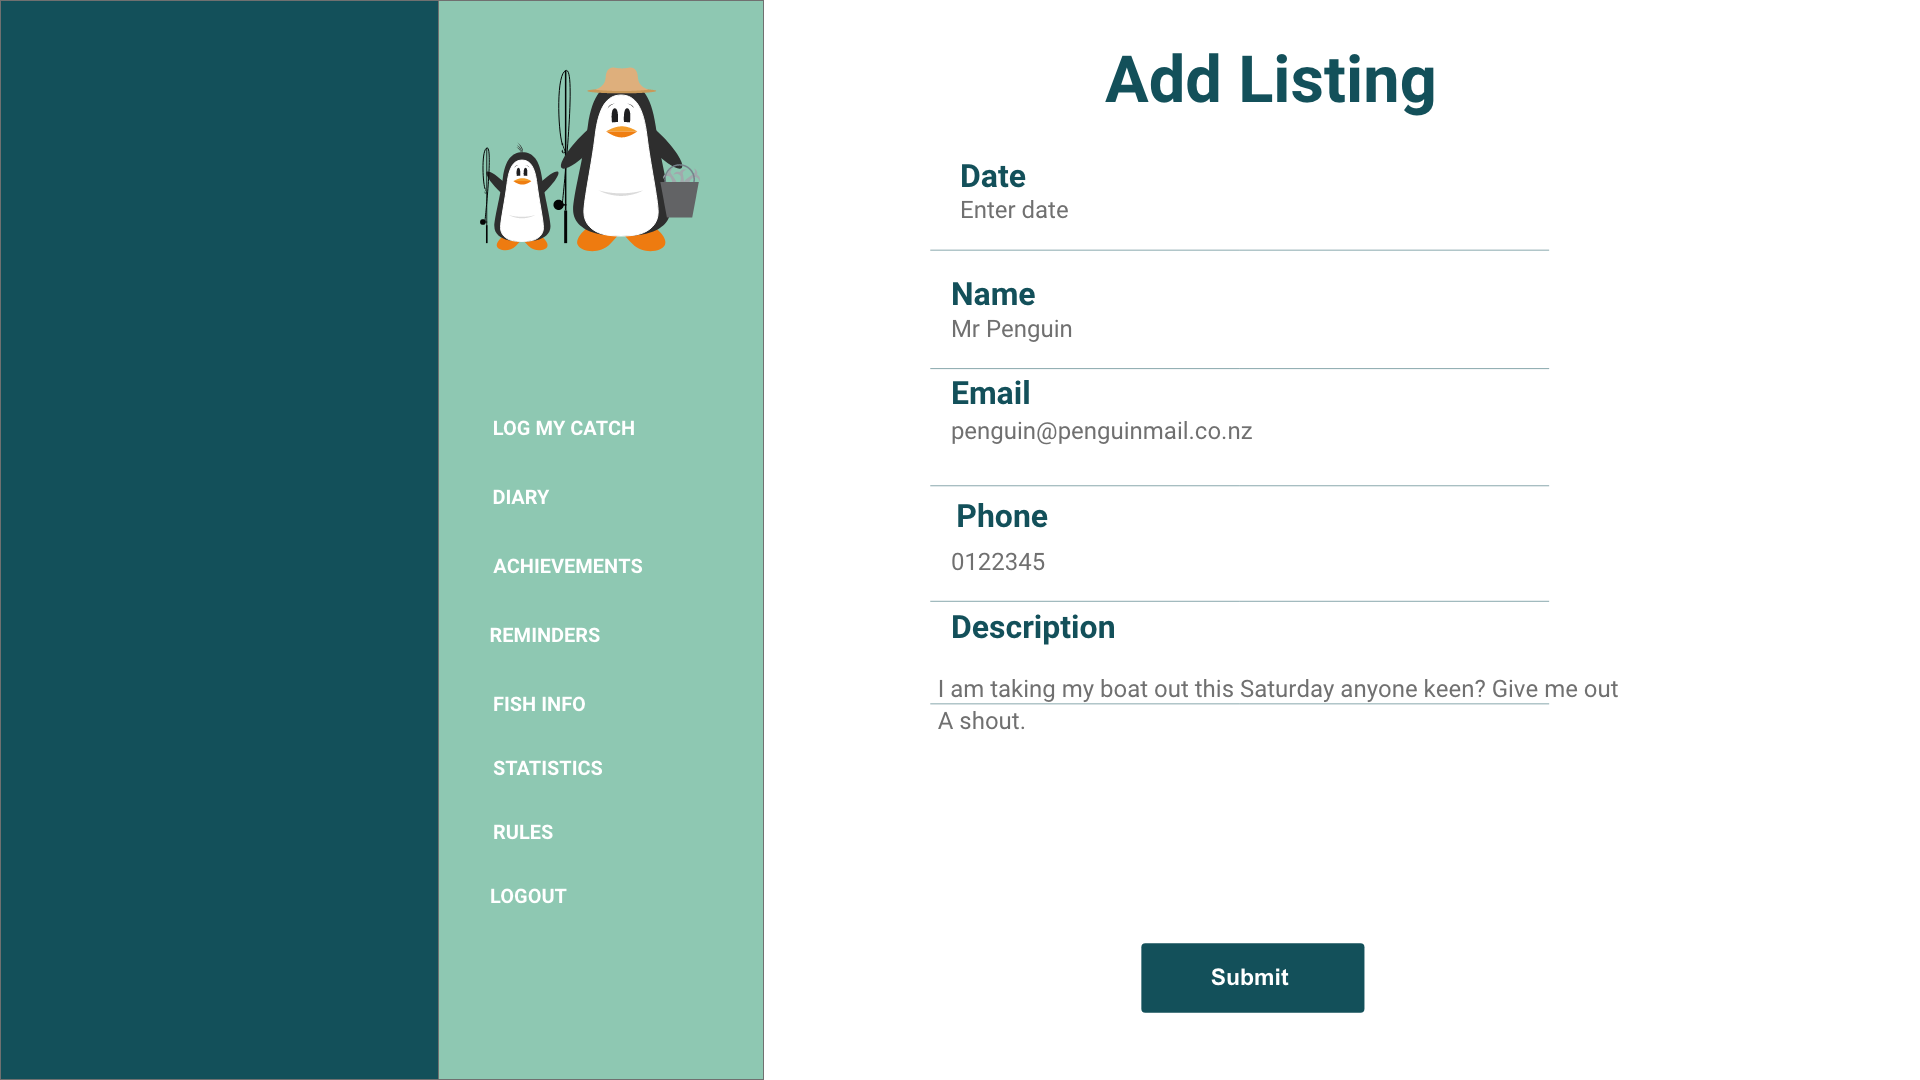 LOG MY CATCH
DIARY
ACHIEVEMENTS
REMINDERS
FISH INFO
STATISTICS
RULES
LOGOUT
Add Listing
Date
Enter date
Name
Mr Penguin
Email
penguin@penguinmail.co.nz
Phone
0122345
Description
I am taking my boat out this Saturday anyone keen? Give me out
A shout.
Submit